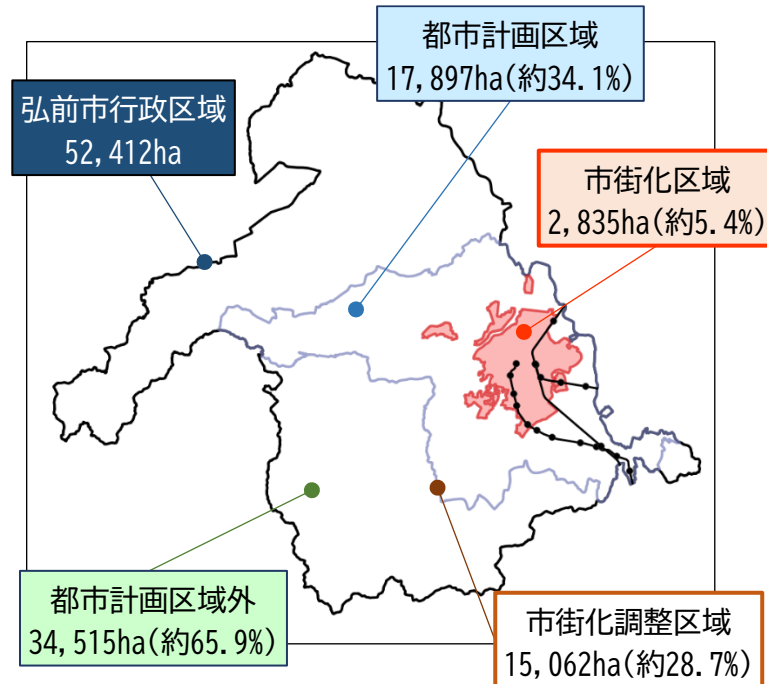 都市計画区域
17,897ha(約34.1%)
弘前市行政区域
52,412ha
市街化区域
2,835ha(約5.4%)
都市計画区域外
34,515ha(約65.9%)
市街化調整区域
15,062ha(約28.7%)